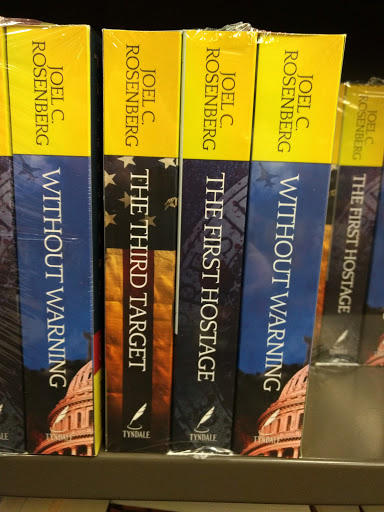 JOEL C.
ROSENBERG
WITHOUT WARNING
TYNDALE
JOEL C.
ROSENBERG
THE THIRD TARGET
TYNDALE
JOEL C.
ROSENBERG
THE FIRST HOSTAGE
TYNDALE
JOEL C.
ROSENBERG
WITHOUT WARNING
TYNDALE
JOEL C.
ROSENBERG
THE FIRST HOSTAGE